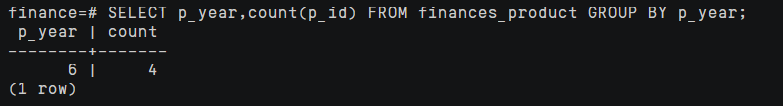 finance=# SELECT p_year,count(p_id) FROM finances_product GROUP BY p_year;
 p_year | count
--------+-------
      6 |     4
(1 row)